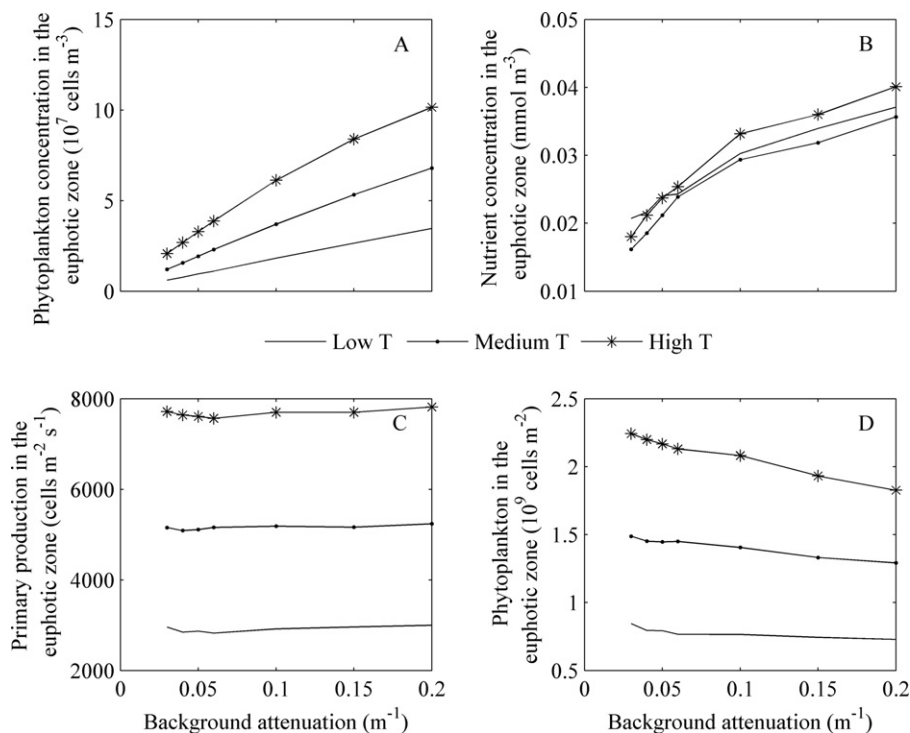 Phytoplankton concentration in the
euphotic zone (10⁷ cells m⁻³)
15
10
5
0
A
Nutrient concentration in the
euphotic zone (mmol m⁻³)
0.05
0.04
0.03
0.02
0.01
B
Low T
Medium T
High T
Primary production in the
euphotic zone (cells m⁻² s⁻¹)
8000
6000
4000
2000
C
0
0.05
0.1
0.15
0.2
Background attenuation (m⁻¹)
Phytoplankton in the
euphotic zone (10⁹ cells m⁻²)
2.5
2
1.5
1
0.5
D
0
0.05
0.1
0.15
0.2
Background attenuation (m⁻¹)